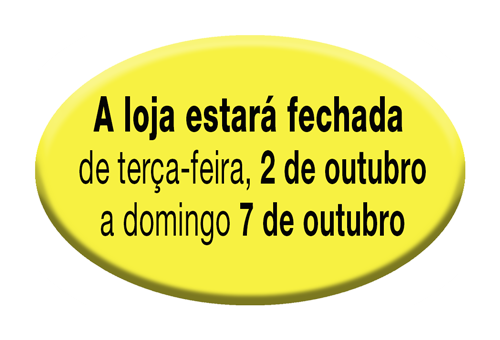 A loja estará fechada
de terça-feira, 2 de outubro
a domingo 7 de outubro